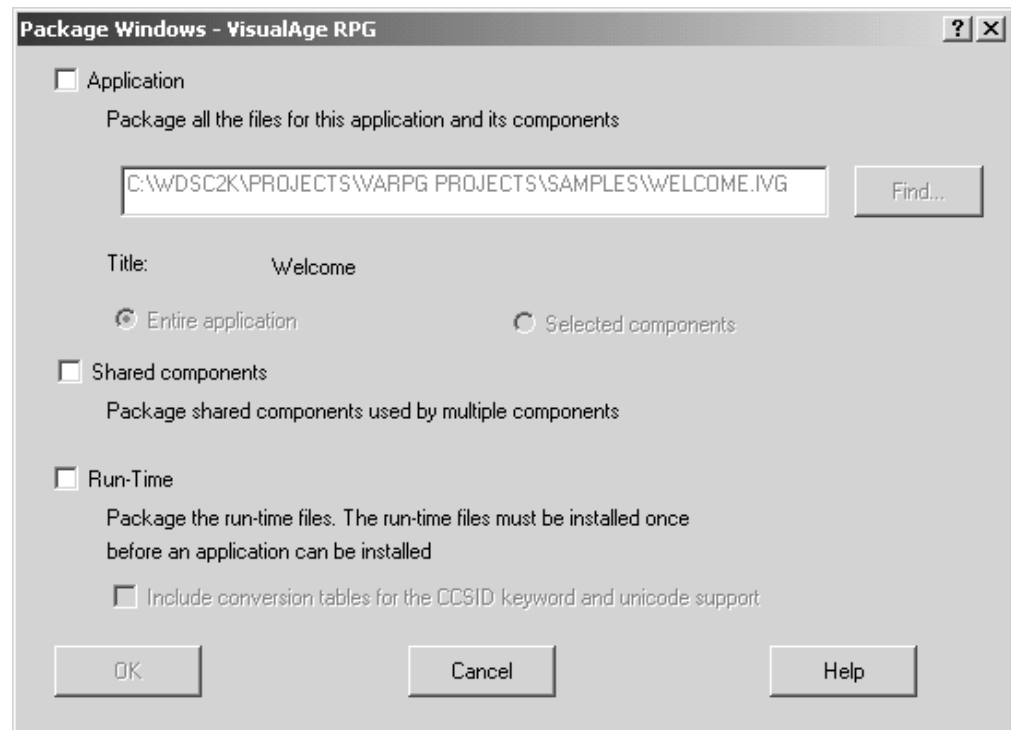 Package Windows - VisualAge RPG
Application
Package all the files for this application and its components
C:\WDSC2K\PROJECTS\VARPG PROJECTS\SAMPLES\WELCOME.IVG
Find...
Title: Welcome
Entire application Selected components
Shared components
Package shared components used by multiple components
Run-Time
Package the run-time files. The run-time files must be installed once
before an application can be installed
Include conversion tables for the CCSID keyword and unicode support
OK Cancel Help